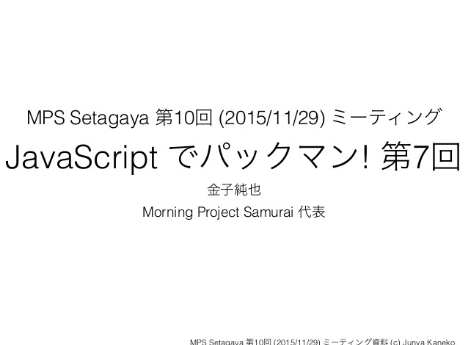 MPS Setagaya 第10回 (2015/11/29) ミーティング
JavaScript でパックマン! 第7回
金子純也
Morning Project Samurai 代表
MPS Setagaya 第10回 (2015/11/29) ミーティング資料 (c) Junya Kaneko